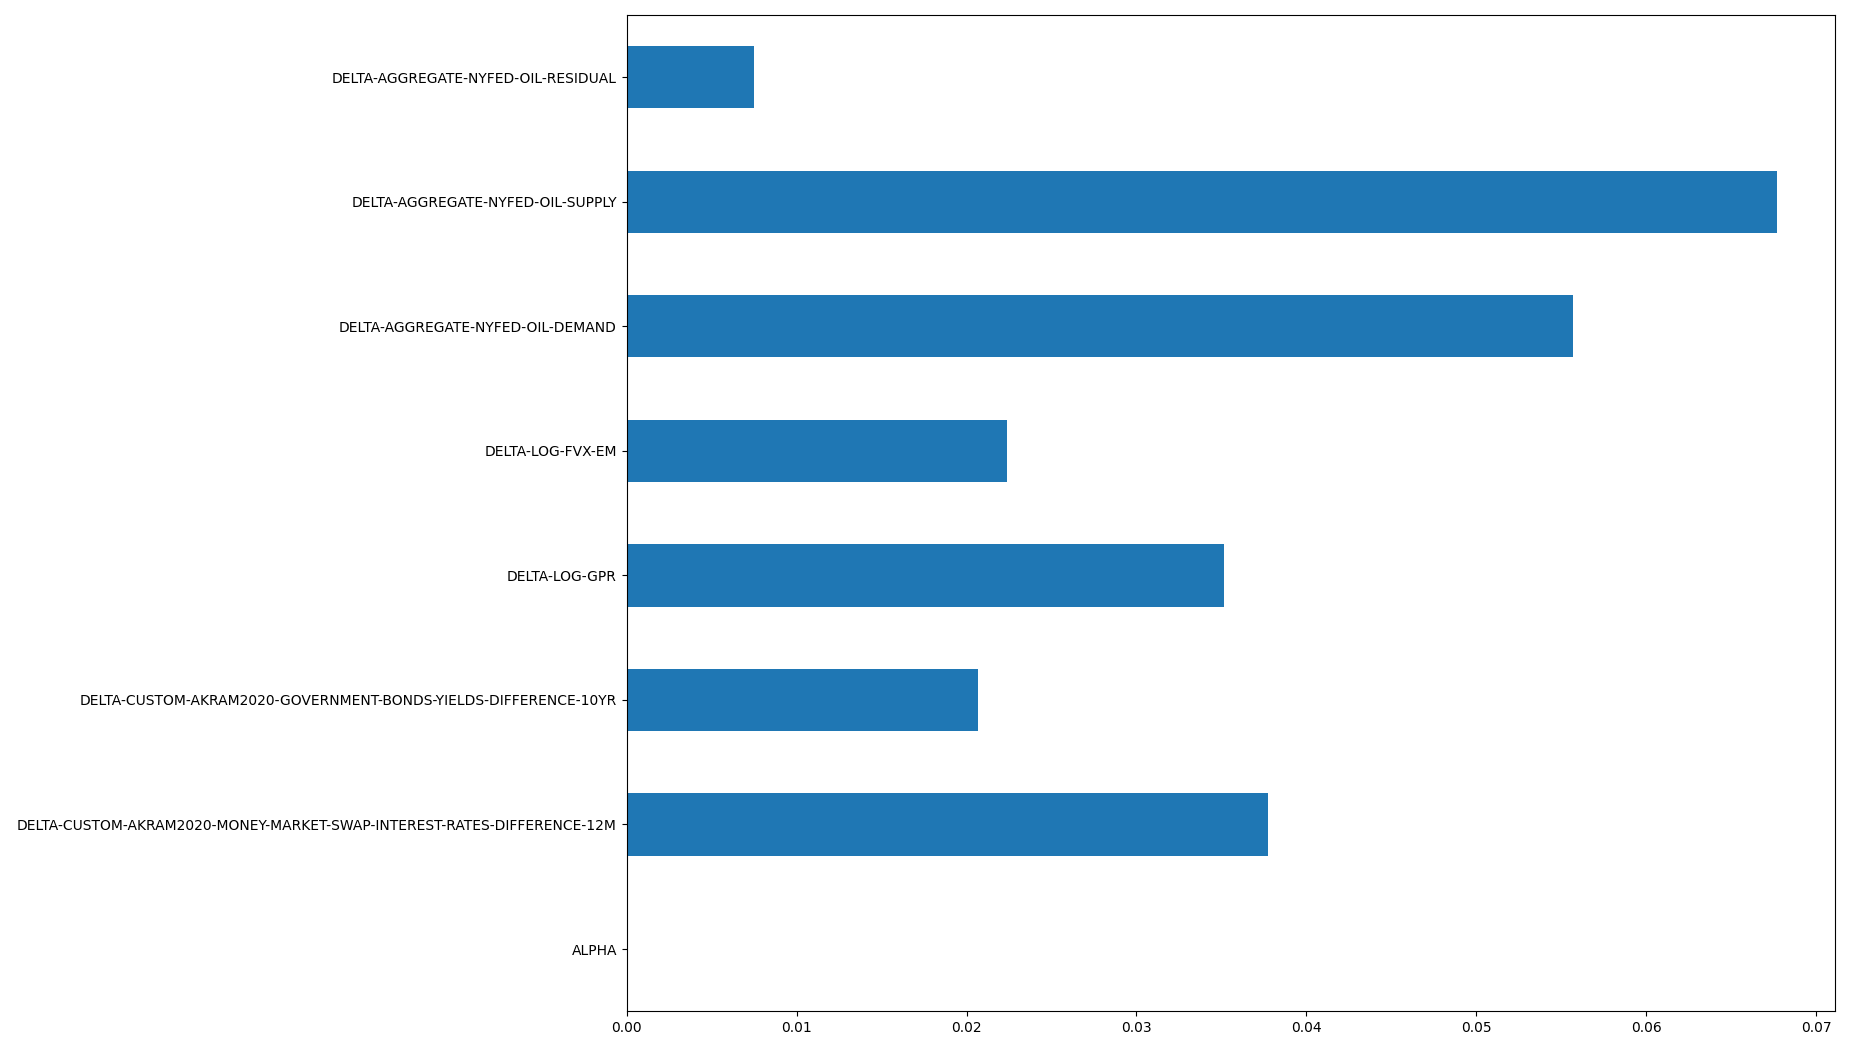 DELTA-AGGREGATE-NYFED-OIL-RESIDUAL
DELTA-AGGREGATE-NYFED-OIL-SUPPLY
DELTA-AGGREGATE-NYFED-OIL-DEMAND
DELTA-LOG-FVX-EM
DELTA-LOG-GPR
DELTA-CUSTOM-AKRAM2020-GOVERNMENT-BONDS-YIELDS-DIFFERENCE-10YR
DELTA-CUSTOM-AKRAM2020-MONEY-MARKET-SWAP-INTEREST-RATES-DIFFERENCE-12M
ALPHA
0.00 0.01 0.02 0.03 0.04 0.05 0.06 0.07